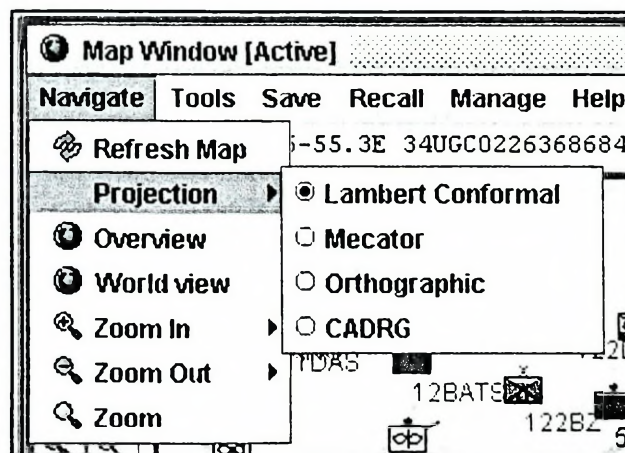 Map Window [Active]
Navigate Tools Save Recall Manage Help
Refresh Map
5-55.3E 34UGC0226368684
Projection
Lambert Conformal
Overview
Mecator
World view
Orthographic
Zoom In
CADRG
Zoom Out
12BATS
Zoom
122BZ